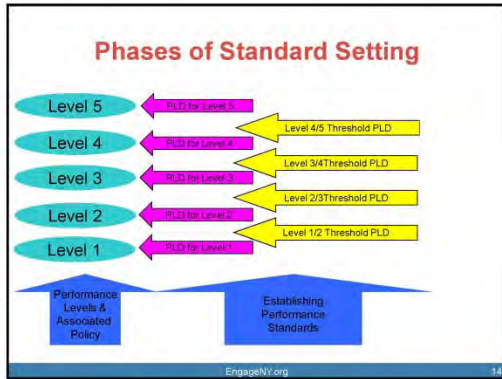 Phases of Standard Setting
Level 5
PLD for Level 5
Level 4/5 Threshold PLD
Level 4
PLD for Level 4
Level 3/4Threshold PLD
Level 3
PLD for Level 3
Level 2/3Threshold PLD
Level 2
PLD for Level 2
Level 1/2 Threshold PLD
Level 1
PLD for Level 1
Performance
Levels &
Associated
Policy
Establishing
Performance
Standards
EngageNY.org